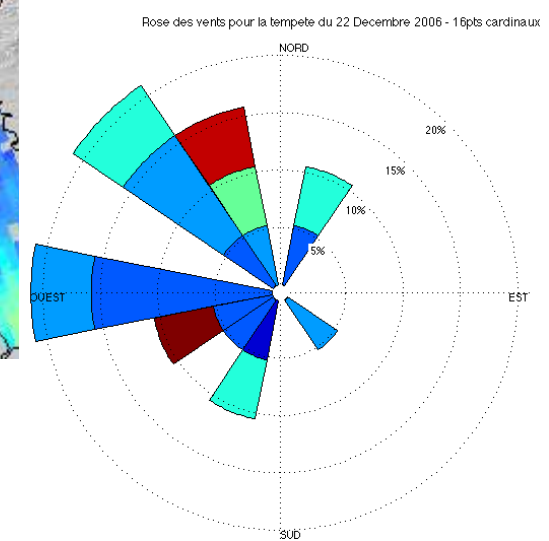 Rose des vents pour la tempete du 22 Decembre 2006 - 16pts cardinaux
NORD
20%
15%
10%
5%
OUEST
EST
SUD